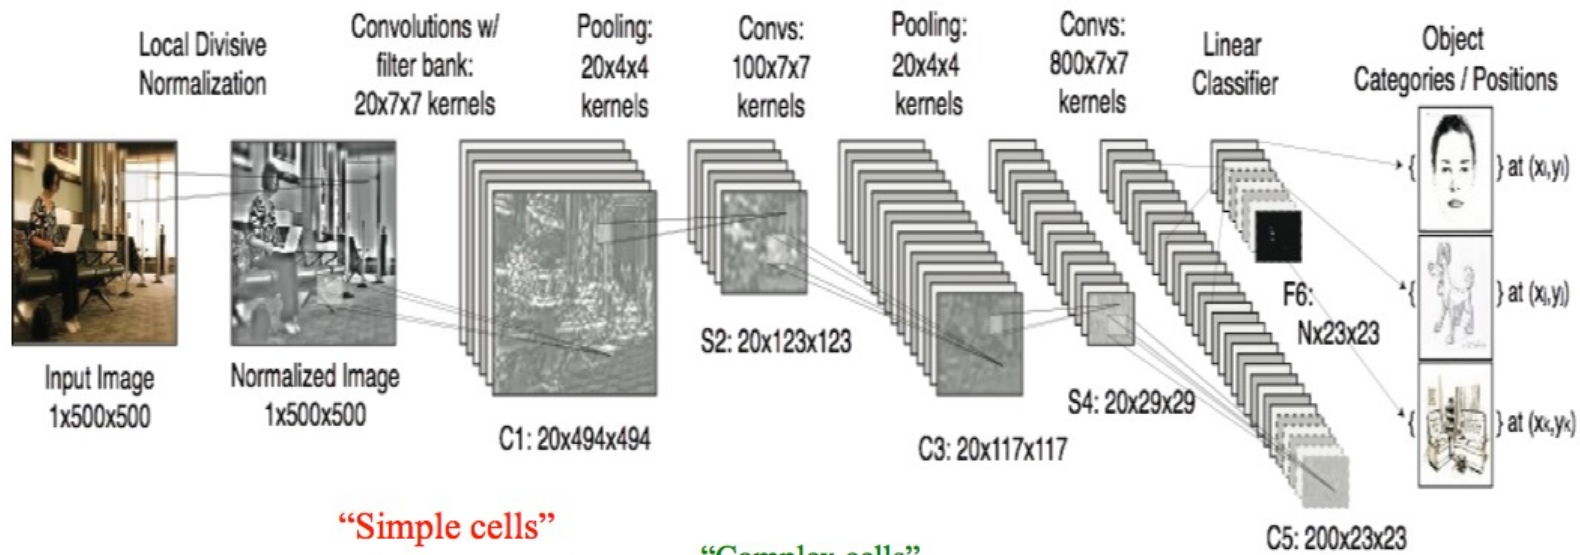 Local Divisive
Normalization
Convolutions w/
filter bank:
20x7x7 kernels
Pooling:
20x4x4
kernels
Convs:
100x7x7
kernels
Pooling:
20x4x4
kernels
Convs:
800x7x7
kernels
Linear
Classifier
Object
Categories / Positions
{ } at (xi,yi)
{ } at (xj,yj)
{ } at (xk,yk)
F6:
Nx23x23
Input Image
1x500x500
Normalized Image
1x500x500
C1: 20x494x494
S2: 20x123x123
C3: 20x117x117
S4: 20x29x29
C5: 200x23x23
“Simple cells”
“Complex cells”